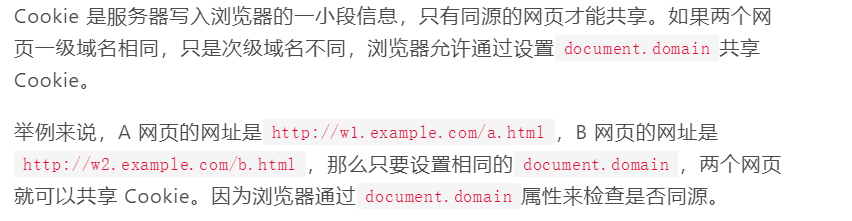 Cookie 是服务器写入浏览器的一小段信息，只有同源的网页才能共享。如果两个网
页一级域名相同，只是次级域名不同，浏览器允许通过设置 document.domain 共享
Cookie。
举例来说，A 网页的网址是 http://w1.example.com/a.html ，B 网页的网址是
http://w2.example.com/b.html ，那么只要设置相同的 document.domain ，两个网页
就可以共享 Cookie。因为浏览器通过 document.domain 属性来检查是否同源。